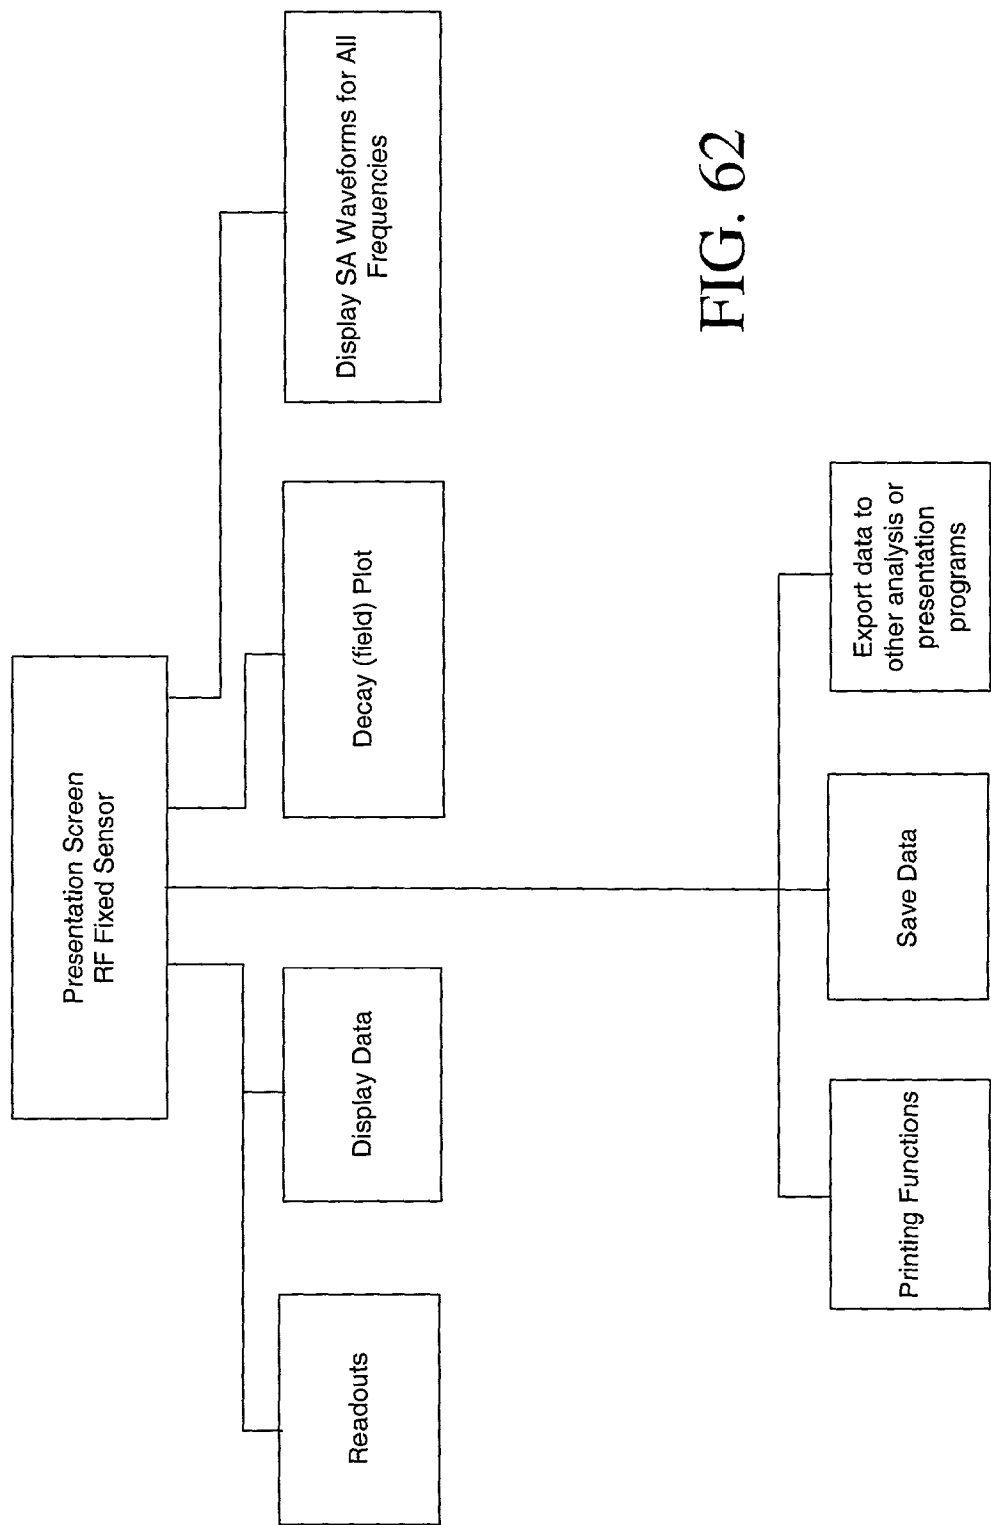 Presentation Screen
RF Fixed Sensor
Readouts
Display Data
Decay (field) Plot
Display SA Waveforms for All
Frequencies
Printing Functions
Save Data
Export data to
other analysis or
presentation
programs
FIG. 62